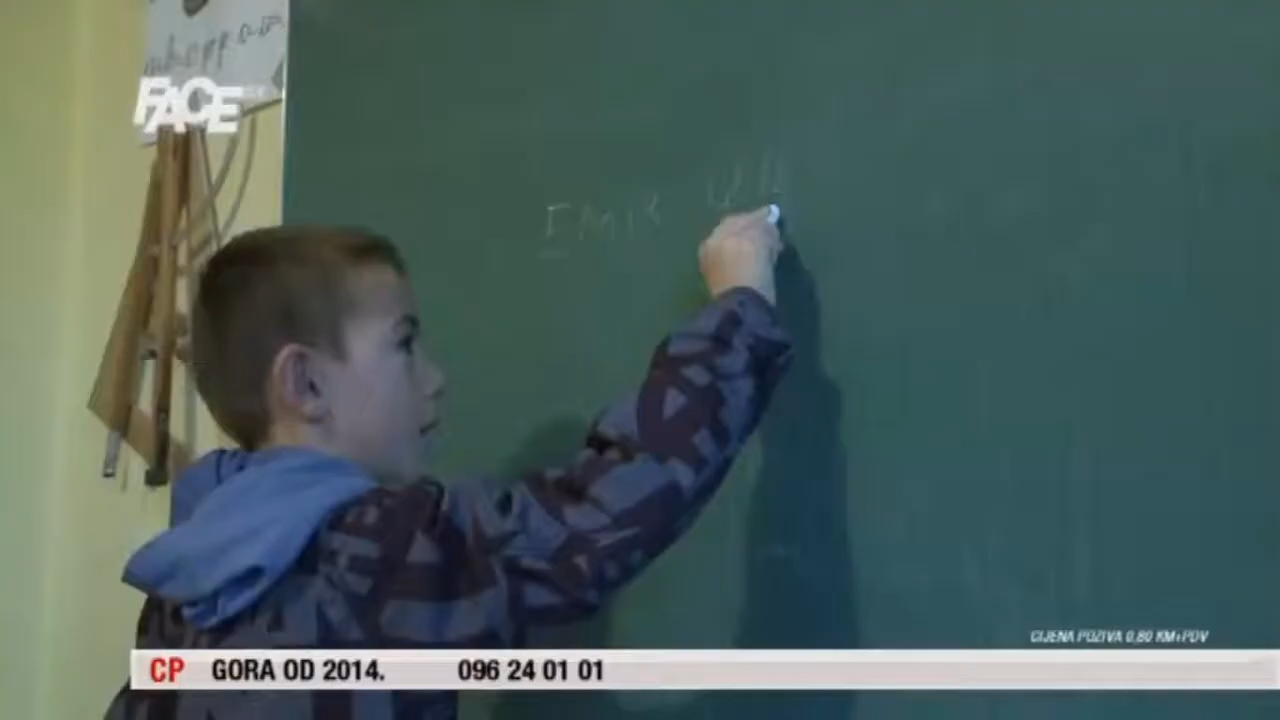 FACE
EMIR
CIJENA POZIVA 0,80 KM+PDV
CP GORA OD 2014. 096 24 01 01